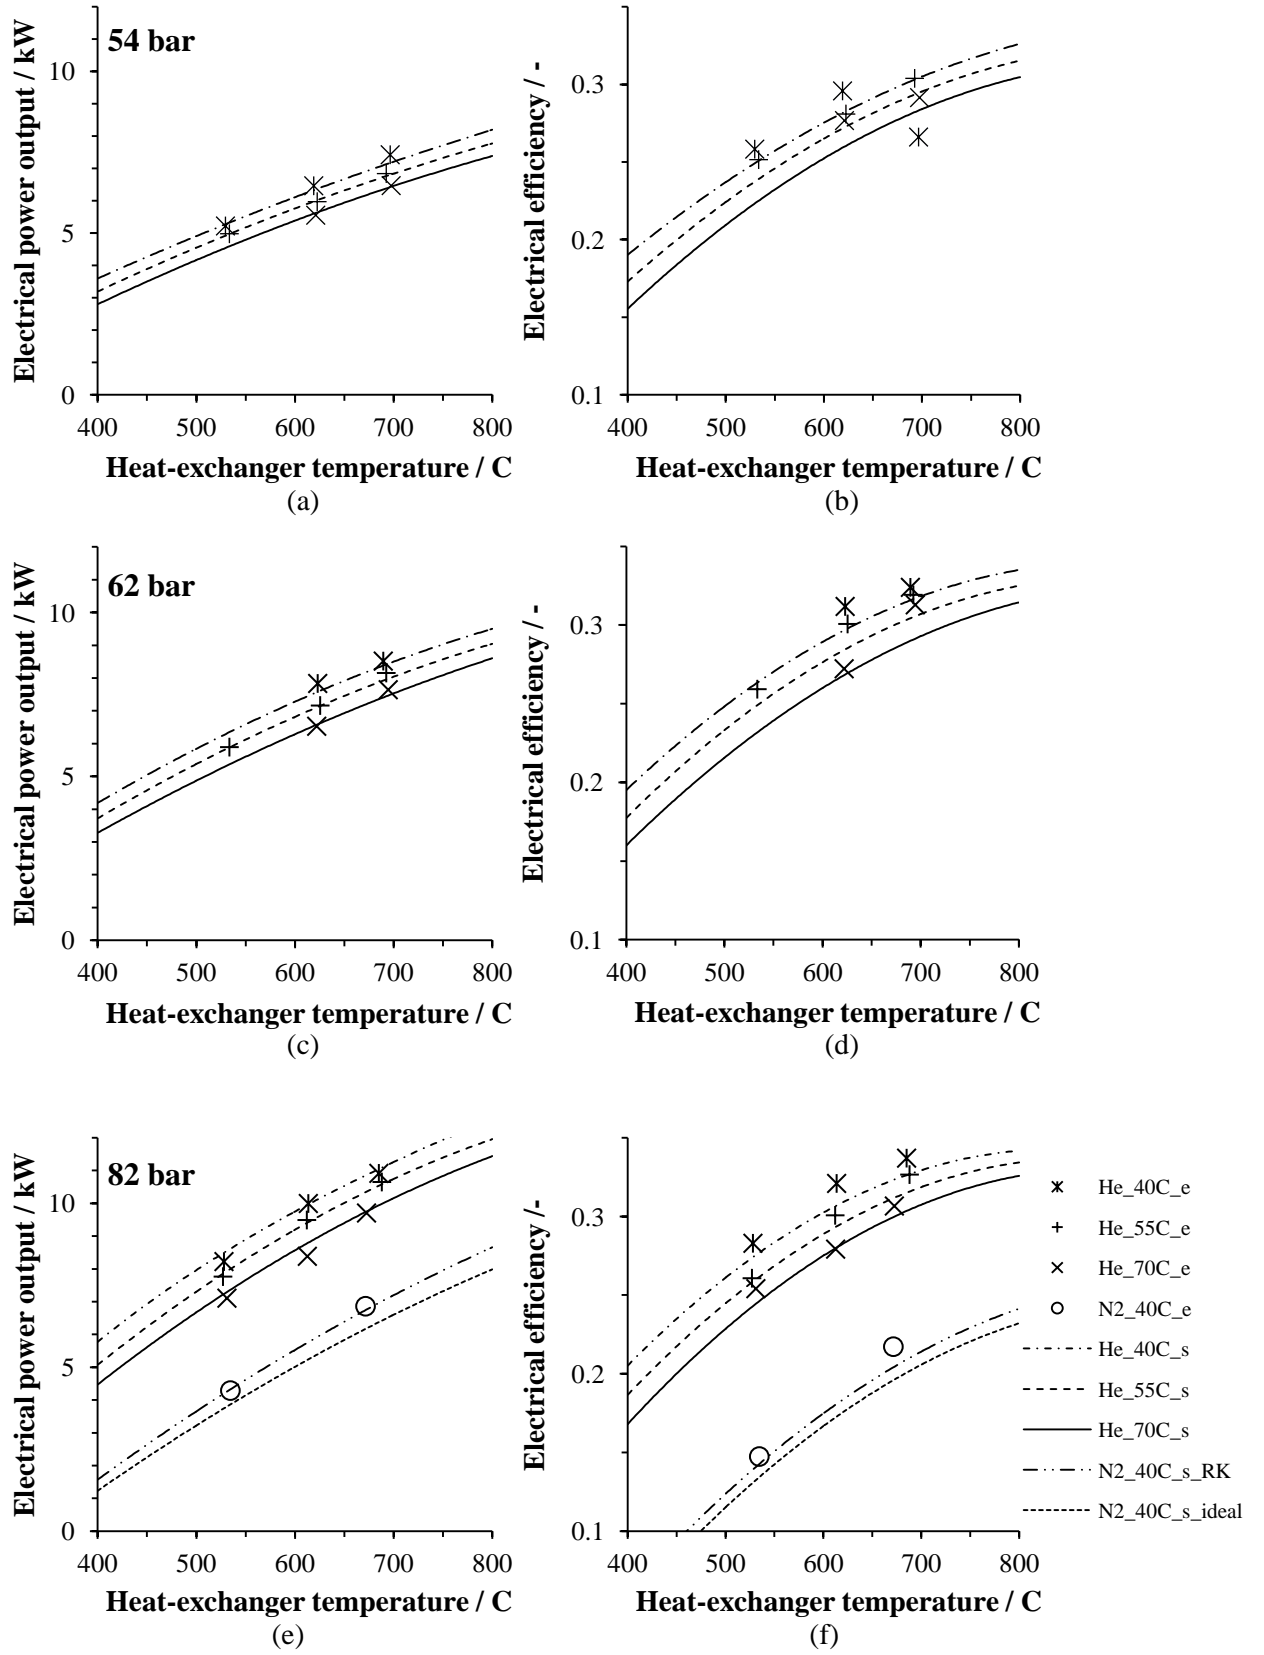 54 bar
Electrical power output / kW
10
5
0
400 500 600 700 800
Heat-exchanger temperature / C
(a)
Electrical efficiency / -
0.3
0.2
0.1
400 500 600 700 800
Heat-exchanger temperature / C
(b)
62 bar
Electrical power output / kW
10
5
0
400 500 600 700 800
Heat-exchanger temperature / C
(c)
Electrical efficiency / -
0.3
0.2
0.1
400 500 600 700 800
Heat-exchanger temperature / C
(d)
82 bar
Electrical power output / kW
10
5
0
400 500 600 700 800
Heat-exchanger temperature / C
(e)
Electrical efficiency /-
0.3
0.2
0.1
400 500 600 700 800
Heat-exchanger temperature / C
(f)
He_40C_e
He_55C_e
He_70C_e
N2_40C_e
He_40C_s
He_55C_s
He_70C_s
N2_40C_s_RK
N2_40C_s_ideal